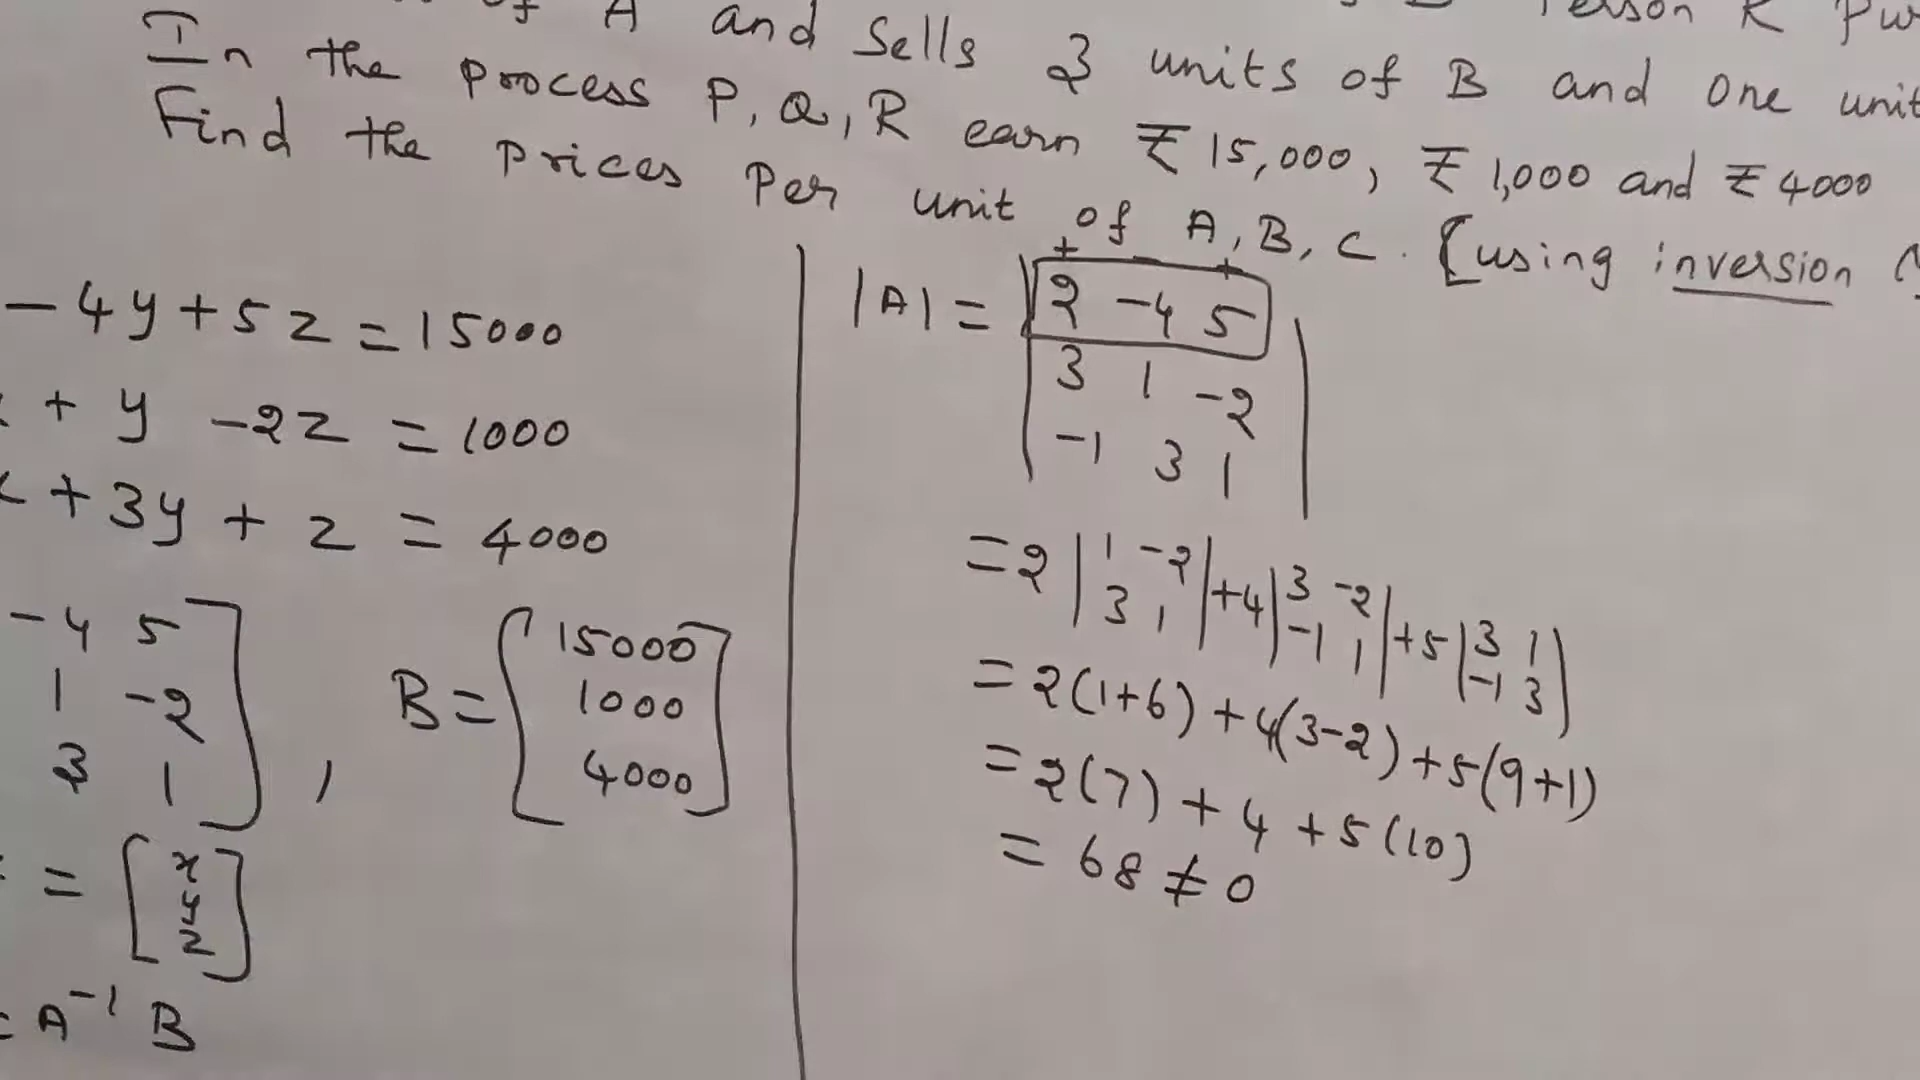 of A and sells 3 units of B and one unit
In the process P, Q, R earn ₹ 15,000, ₹ 1,000 and ₹ 4000
Find the prices Per unit of A, B, C. [using inversion
- 4y + 5z = 15000
+ y - 2z = 1000
+ 3y + z = 4000
-4 5
1 -2
3 1
, B = [15000
1000
4000]
= [x
y
z]
= A⁻¹ B
+ - +
|A| = |2 -4 5|
3 1 -2
-1 3 1
= 2 |1 -2| + 4 |3 -2| + 5 |3 1|
3 1 -1 1 -1 3
= 2(1+6) + 4(3-2) + 5(9+1)
= 2(7) + 4 + 5(10)
= 68 ≠ 0